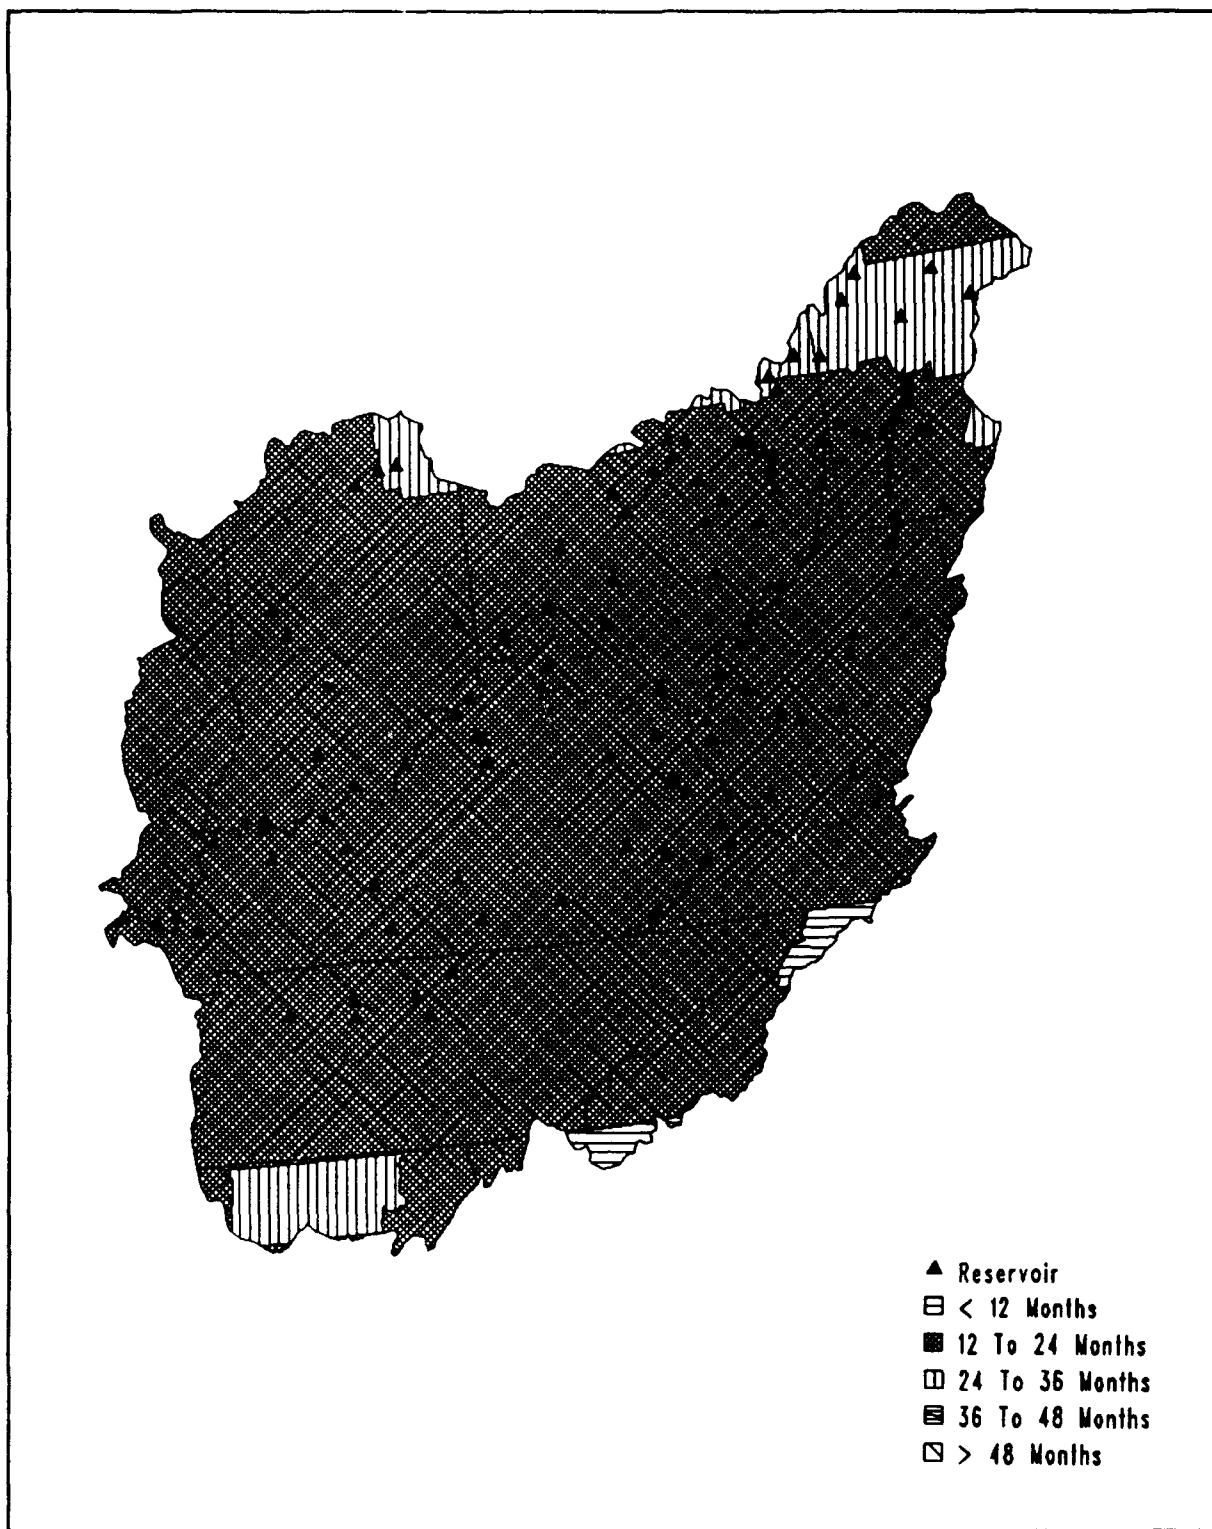 Reservoir
< 12 Months
12 To 24 Months
24 To 36 Months
36 To 48 Months
> 48 Months